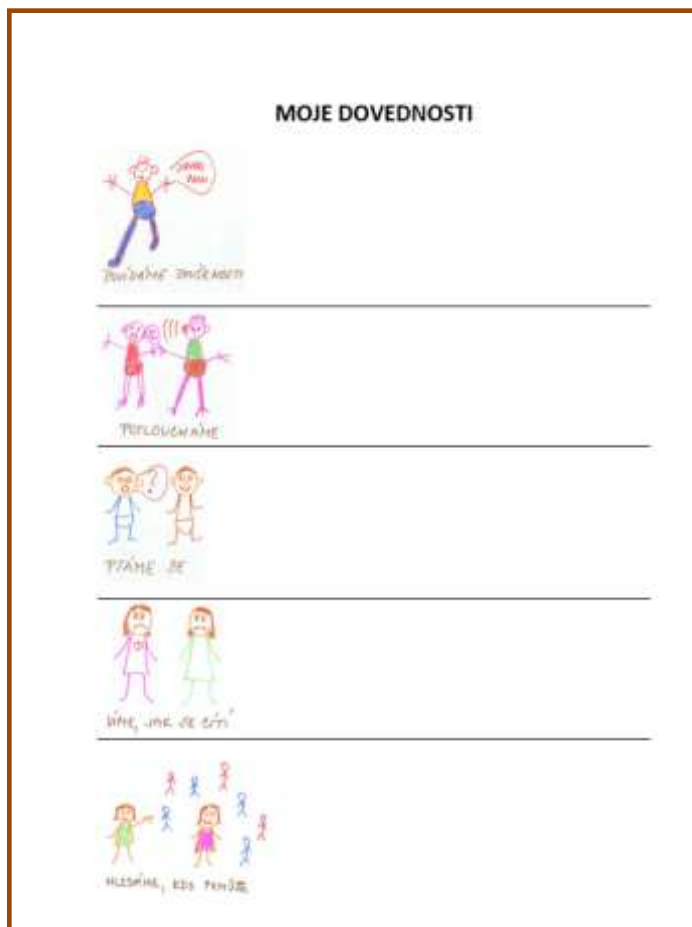 MOJE DOVEDNOSTI
POSLOUCHÁME
?
PTÁME SE
VÍME, JAK SE CÍTÍ
HLEDÁME, KDO POMŮŽE